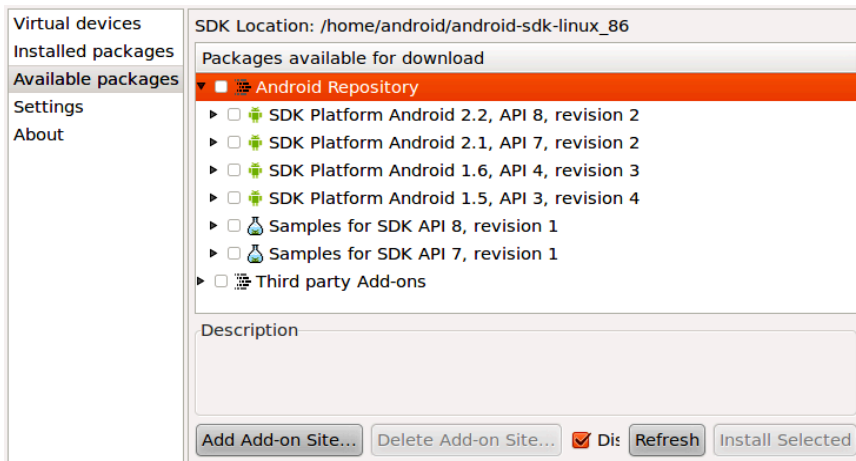 Virtual devices
Installed packages
Available packages
Settings
About
SDK Location: /home/android/android-sdk-linux_86
Packages available for download
Android Repository
SDK Platform Android 2.2, API 8, revision 2
SDK Platform Android 2.1, API 7, revision 2
SDK Platform Android 1.6, API 4, revision 3
SDK Platform Android 1.5, API 3, revision 4
Samples for SDK API 8, revision 1
Samples for SDK API 7, revision 1
Third party Add-ons
Description
Add Add-on Site... Delete Add-on Site... Refresh Install Selected